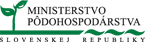 MINISTERSTVO
PÔDOHOSPODÁRSTVA
SLOVENSKEJ REPUBLIKY